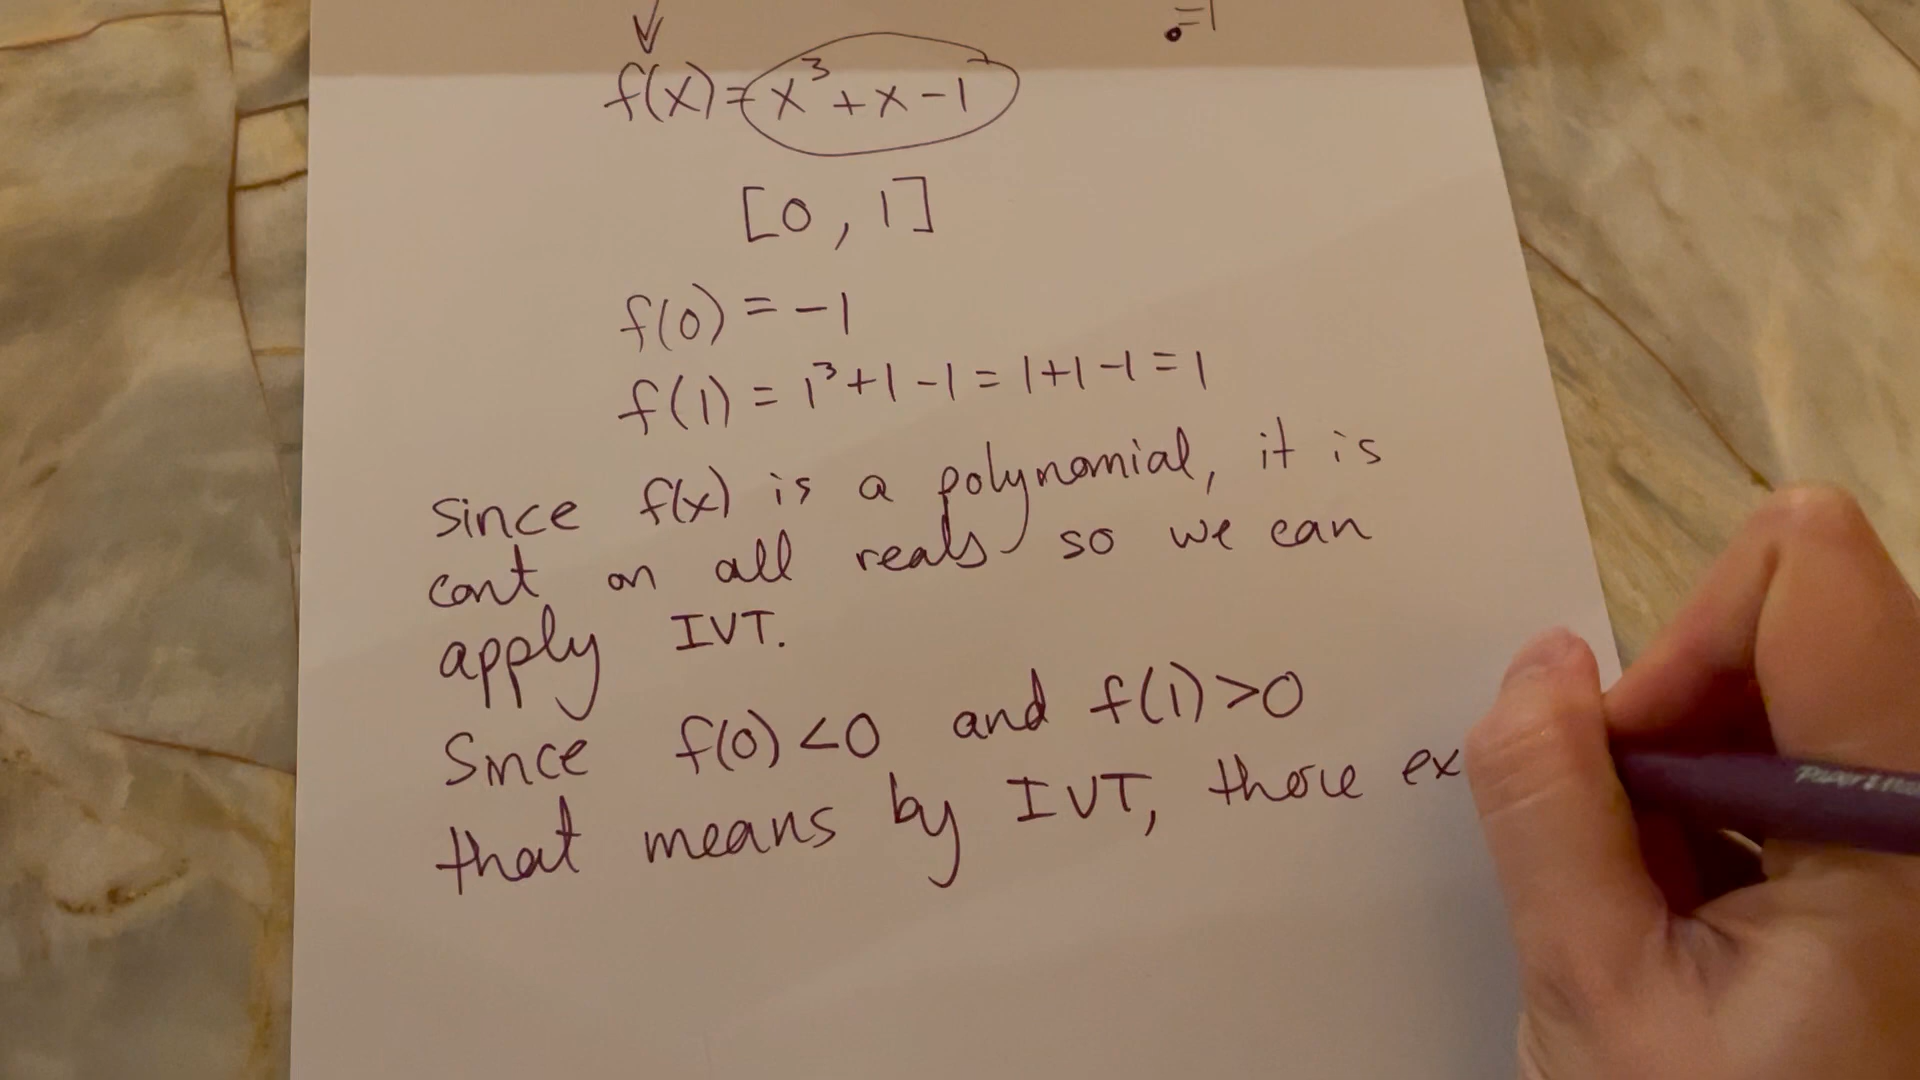 =1
f(x)=x³+x-1
[0, 1]
f(0) = -1
f(1) = 1³+1-1 = 1+1-1 = 1
Since f(x) is a polynomial, it is
cont on all reals so we can
apply IVT.
Since f(0)<0 and f(1)>0
that means by IVT, there ex